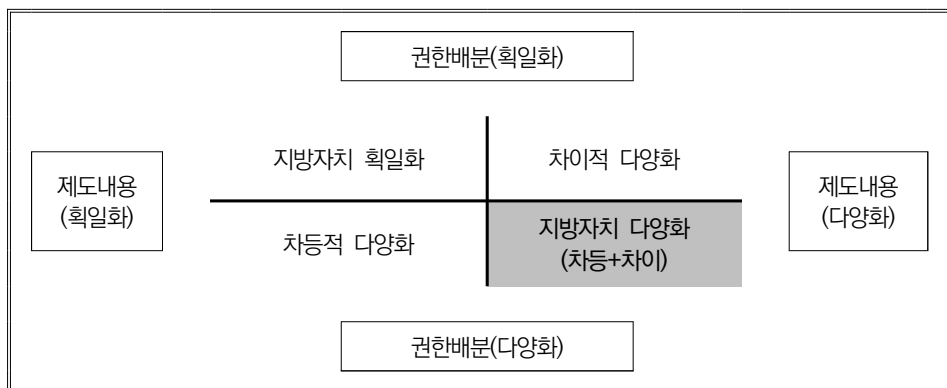 권한배분(획일화)
지방자치 획일화
차이적 다양화
제도내용
(획일화)
제도내용
(다양화)
차등적 다양화
지방자치 다양화
(차등+차이)
권한배분(다양화)